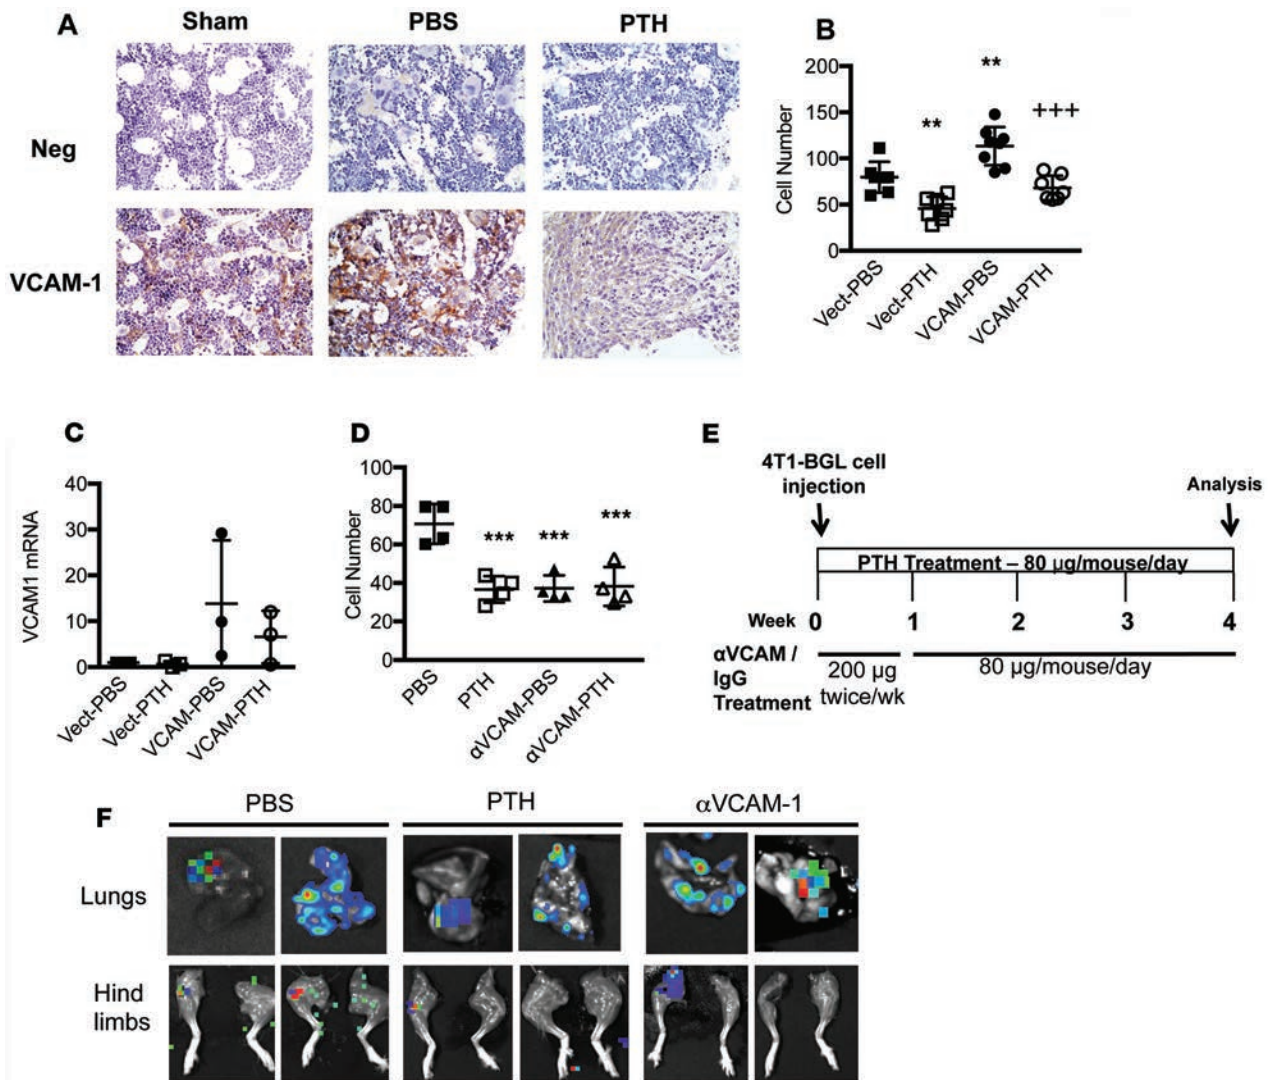 A
Sham
PBS
PTH
Neg
VCAM-1
B
200
150
100
50
0
Cell Number
**
**
+++
Vect-PBS
Vect-PTH
VCAM-PBS
VCAM-PTH
C
40
30
20
10
0
VCAM1 mRNA
Vect-PBS
Vect-PTH
VCAM-PBS
VCAM-PTH
D
100
80
60
40
20
0
Cell Number
***
***
***
PBS
PTH
αVCAM-PBS
αVCAM-PTH
E
4T1-BGL cell
injection
Analysis
PTH Treatment – 80 µg/mouse/day
Week 0 1 2 3 4
αVCAM /
IgG
Treatment
200 µg
twice/wk
80 µg/mouse/day
F
PBS
PTH
αVCAM-1
Lungs
Hind
limbs